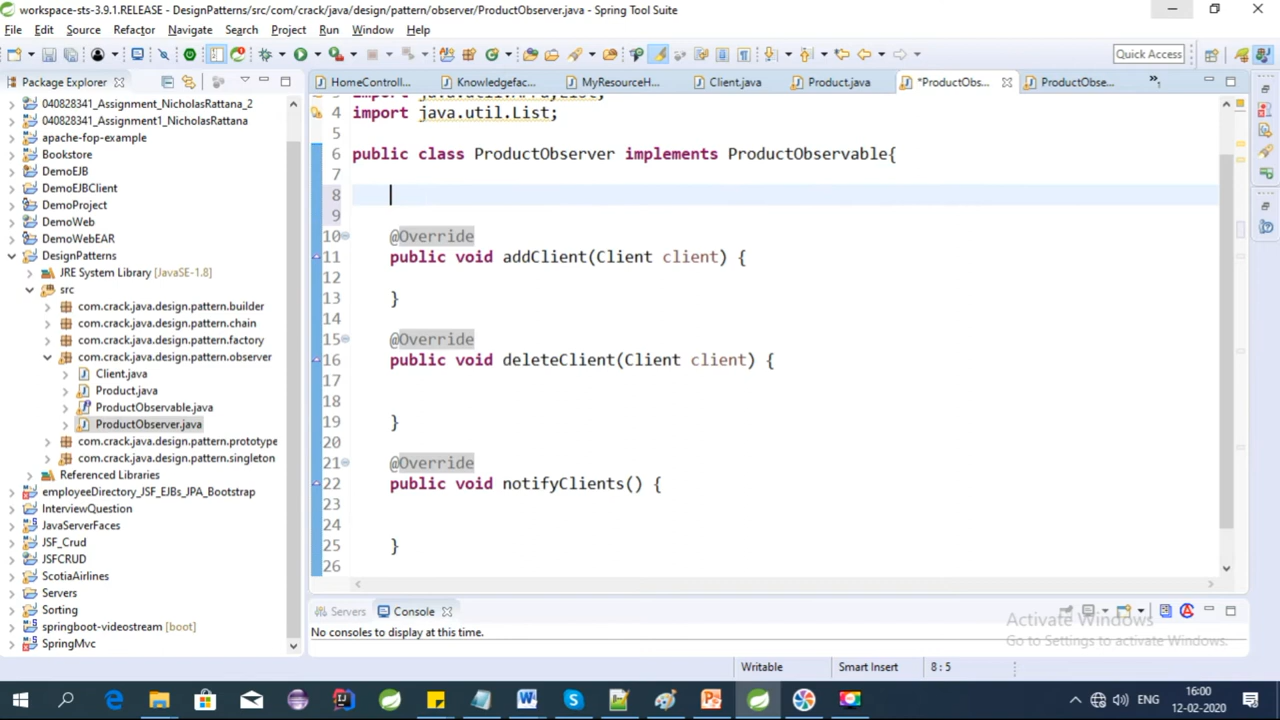 workspace-sts-3.9.1.RELEASE - DesignPatterns/src/com/crack/java/design/pattern/observer/ProductObserver.java - Spring Tool Suite
File Edit Source Refactor Navigate Search Project Run Window Help
Quick Access
Package Explorer
HomeControll... Knowledgefac... MyResourceH... Client.java Product.java *ProductObs... ProductObse...
040828341_Assignment_NicholasRattana_2
040828341_Assignment1_NicholasRattana
apache-fop-example
Bookstore
DemoEJB
DemoEJBClient
DemoProject
DemoWeb
DemoWebEAR
DesignPatterns
JRE System Library [JavaSE-1.8]
src
com.crack.java.design.pattern.builder
com.crack.java.design.pattern.chain
com.crack.java.design.pattern.factory
com.crack.java.design.pattern.observer
Client.java
Product.java
ProductObservable.java
ProductObserver.java
com.crack.java.design.pattern.prototype
com.crack.java.design.pattern.singleton
Referenced Libraries
employeeDirectory_JSF_EJBs_JPA_Bootstrap
InterviewQuestion
JavaServerFaces
JSF_Crud
JSFCRUD
ScotiaAirlines
Servers
Sorting
springboot-videostream [boot]
SpringMvc
3 import java.util.ArrayList;
4 import java.util.List;
5
6 public class ProductObserver implements ProductObservable{
7
8
9
10 @Override
11 public void addClient(Client client) {
12
13 }
14
15 @Override
16 public void deleteClient(Client client) {
17
18
19 }
20
21 @Override
22 public void notifyClients() {
23
24
25 }
26
Servers Console
No consoles to display at this time.
Activate Windows
Go to Settings to activate Windows.
Writable Smart Insert 8 : 5
ENG 16:00
12-02-2020